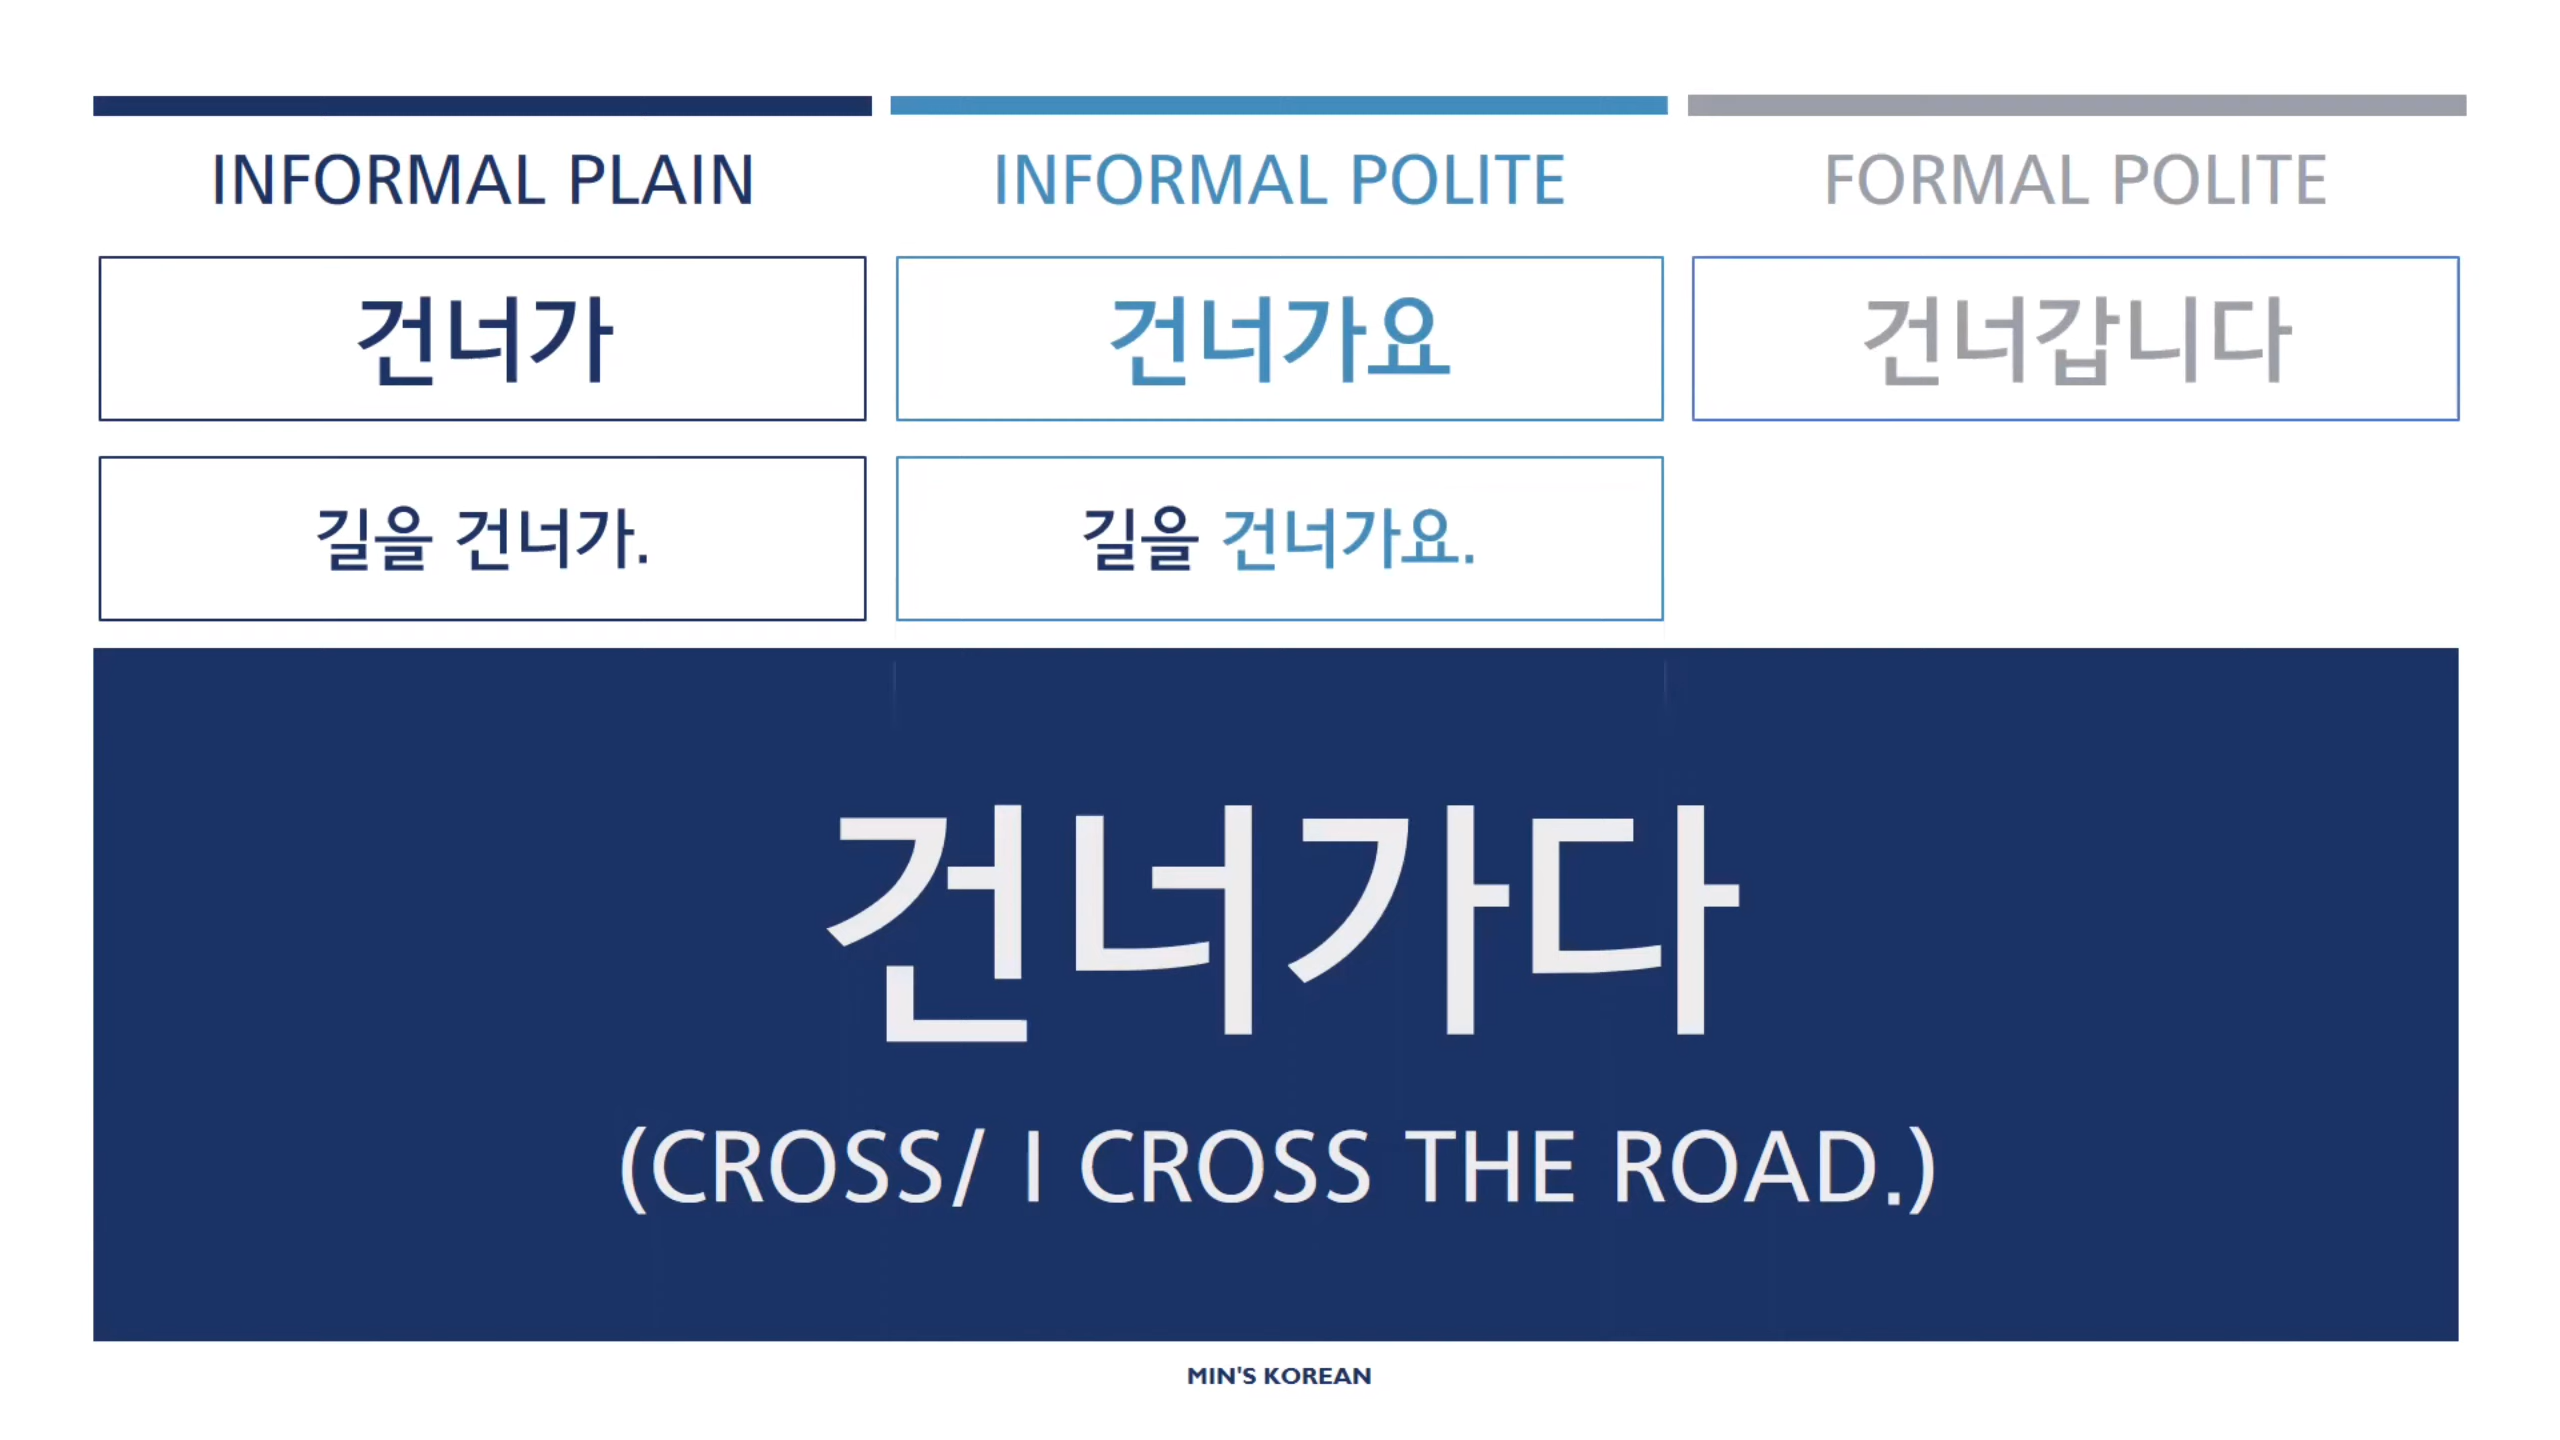 INFORMAL PLAIN
INFORMAL POLITE
FORMAL POLITE
건너가
건너가요
건너갑니다
길을 건너가.
길을 건너가요.
건너가다
(CROSS/ I CROSS THE ROAD.)
MIN'S KOREAN